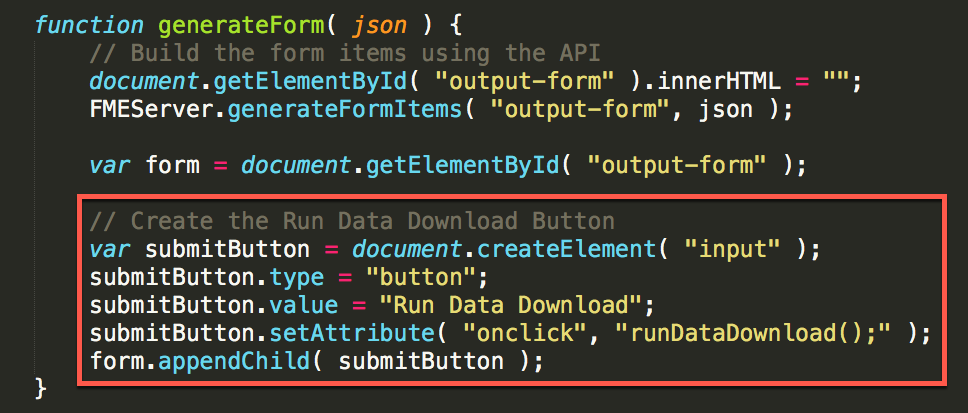 function generateForm( json ) {
    // Build the form items using the API
    document.getElementById( "output-form" ).innerHTML = "";
    FMEServer.generateFormItems( "output-form", json );

    var form = document.getElementById( "output-form" );

    // Create the Run Data Download Button
    var submitButton = document.createElement( "input" );
    submitButton.type = "button";
    submitButton.value = "Run Data Download";
    submitButton.setAttribute( "onclick", "runDataDownload();" );
    form.appendChild( submitButton );
}